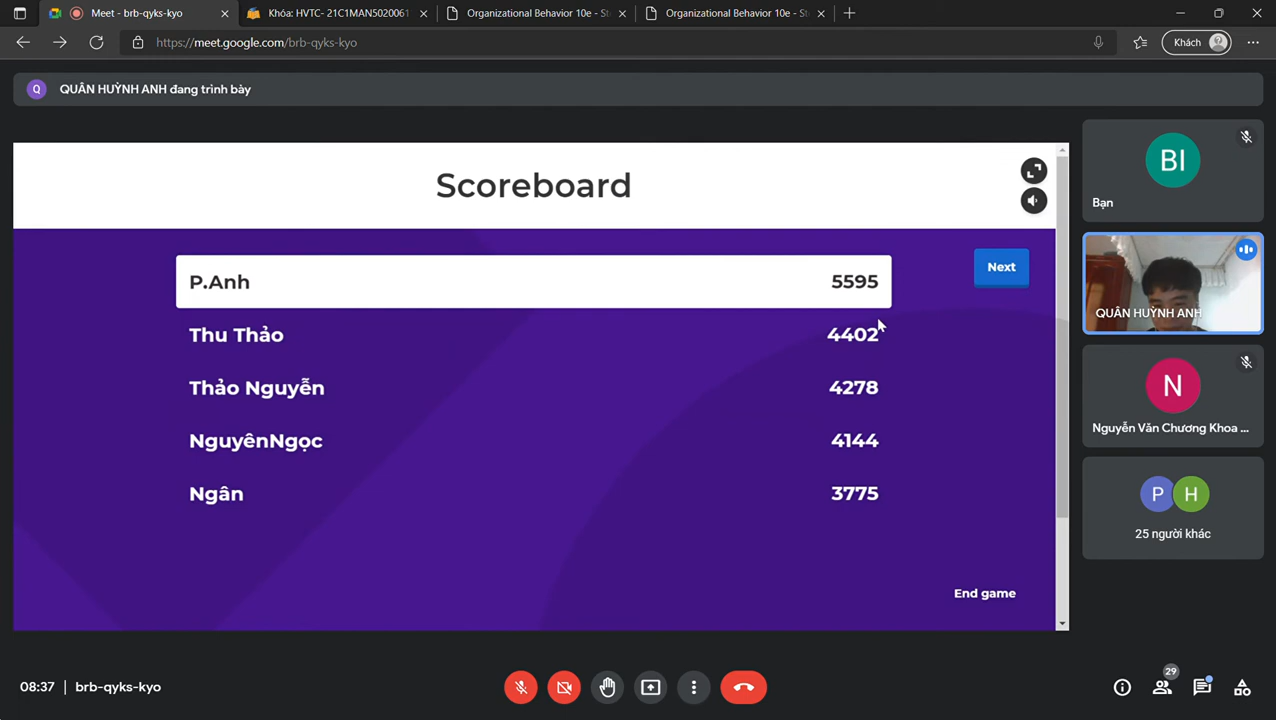 Meet - brb-qyks-kyo
Khóa: HVTC- 21C1MAN5020061
Organizational Behavior 10e - St
Organizational Behavior 10e - St
https://meet.google.com/brb-qyks-kyo
Khách
Q
QUÂN HUỲNH ANH đang trình bày
Scoreboard
P.Anh 5595
Next
Thu Thảo 4402
Thảo Nguyễn 4278
NguyênNgọc 4144
Ngân 3775
End game
BI
Bạn
QUÂN HUỲNH ANH
N
Nguyễn Văn Chương Khoa ...
P H
25 người khác
08:37 | brb-qyks-kyo
29